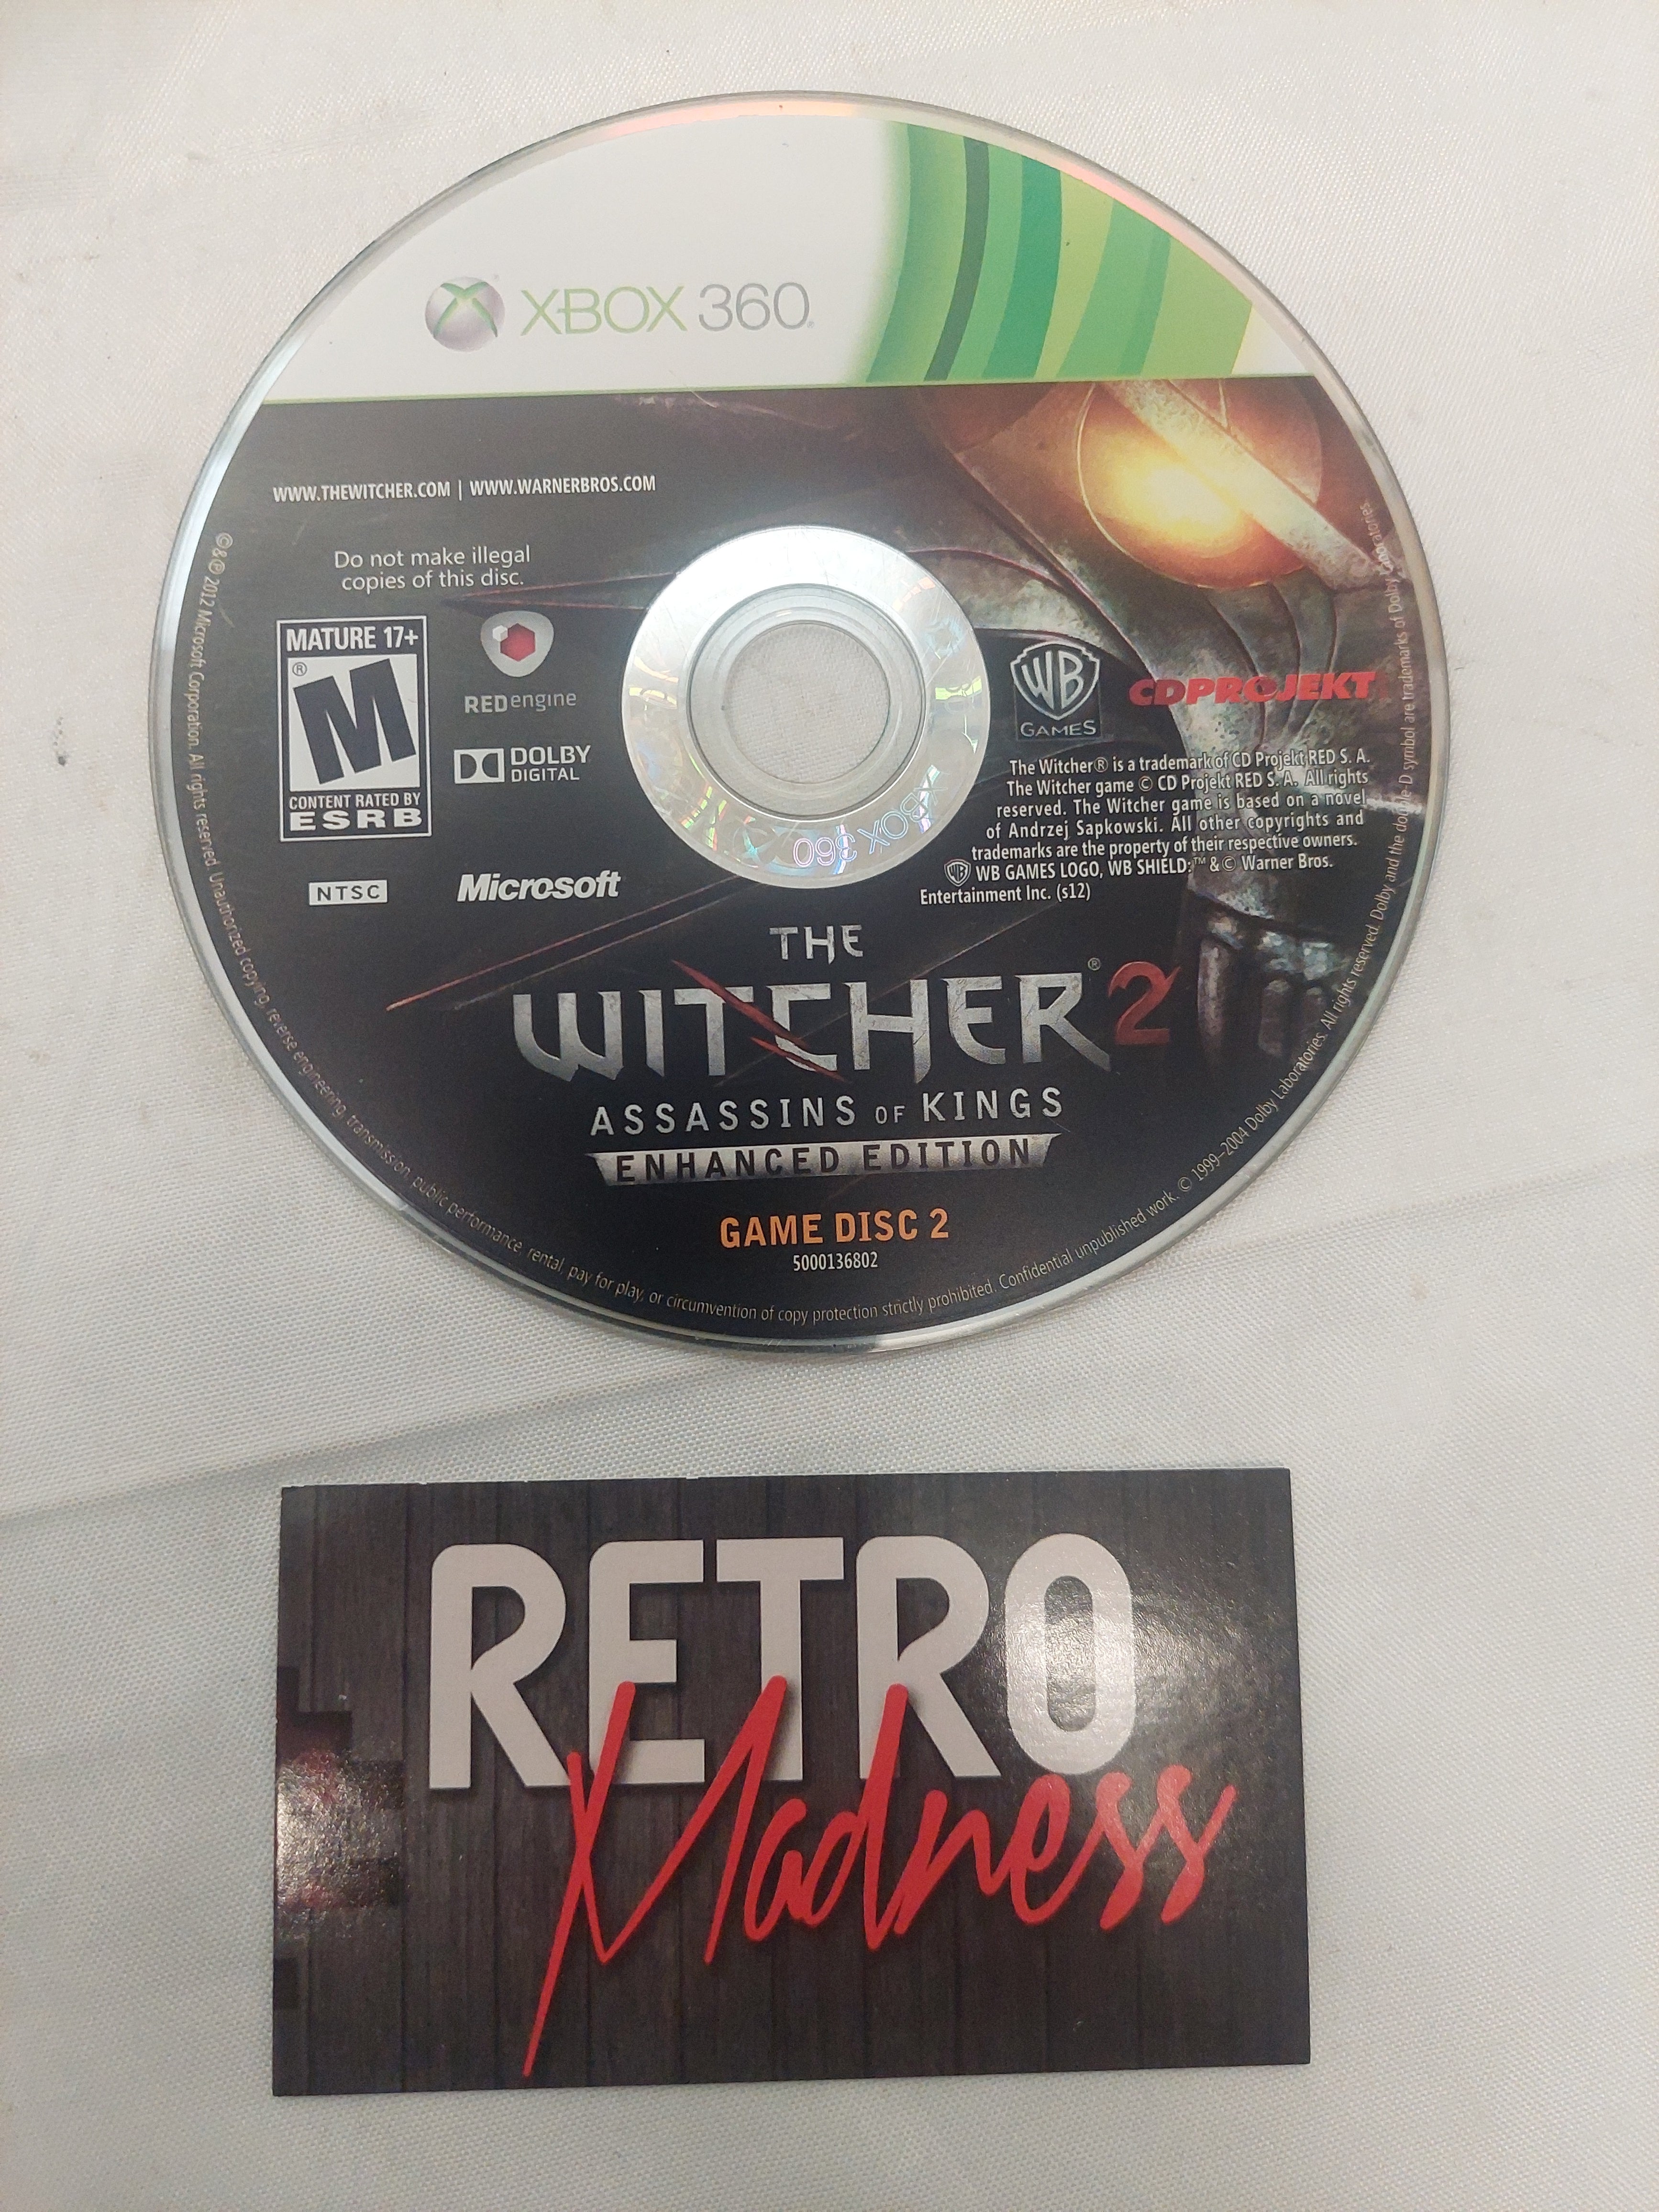 XBOX 360
WWW.THEWITCHER.COM | WWW.WARNERBROS.COM
Do not make illegal
copies of this disc.
MATURE 17+
M
CONTENT RATED BY
ESRB
REDengine
DOLBY
DIGITAL
NTSC
Microsoft
XBOX 360
WB
GAMES
CDPROJEKT
The Witcher® is a trademark of CD Projekt RED S. A.
The Witcher game © CD Projekt RED S. A. All rights
reserved. The Witcher game is based on a novel
of Andrzej Sapkowski. All other copyrights and
trademarks are the property of their respective owners.
WB GAMES LOGO, WB SHIELD: ™ & © Warner Bros.
Entertainment Inc. (s12)
THE
WITCHER® 2
ASSASSINS OF KINGS
ENHANCED EDITION
GAME DISC 2
5000136802
©&℗ 2012 Microsoft Corporation. All rights reserved. Unauthorized copying, reverse engineering, transmission, public performance, rental, pay for play, or circumvention of copy protection strictly prohibited. Confidential unpublished work. © 1999–2004 Dolby Laboratories. All rights reserved. Dolby and the double-D symbol are trademarks of Dolby Laboratories.
RETRO
Madness